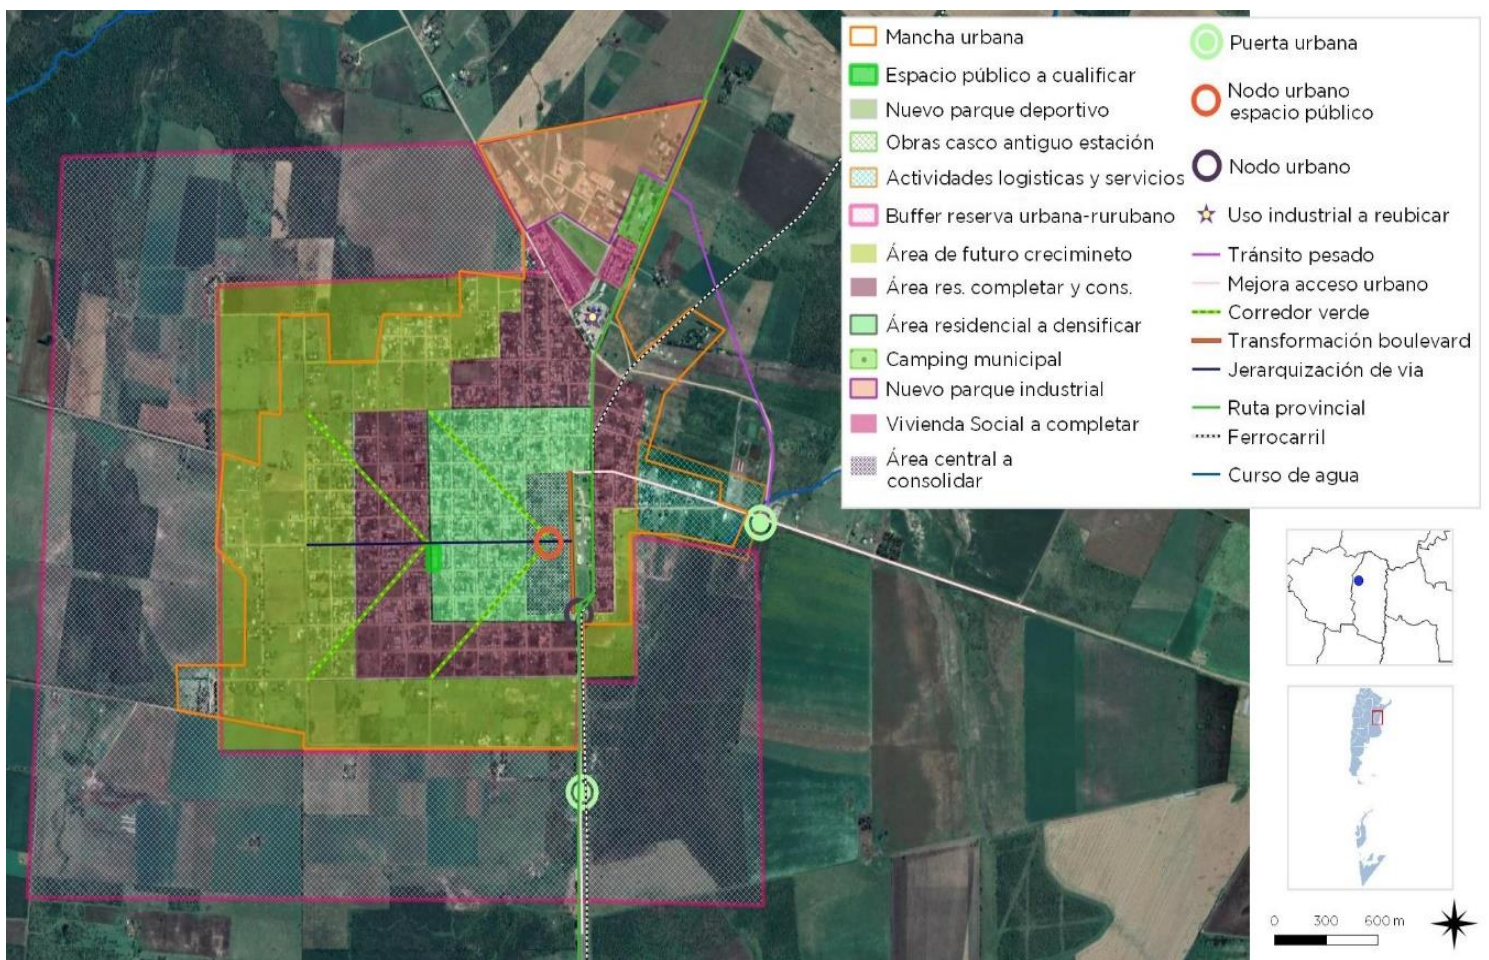 Mancha urbana
Espacio público a cualificar
Nuevo parque deportivo
Obras casco antiguo estación
Actividades logisticas y servicios
Buffer reserva urbana-rurubano
Área de futuro crecimineto
Área res. completar y cons.
Área residencial a densificar
Camping municipal
Nuevo parque industrial
Vivienda Social a completar
Área central a
consolidar
Puerta urbana
Nodo urbano
espacio público
Nodo urbano
Uso industrial a reubicar
Tránsito pesado
Mejora acceso urbano
Corredor verde
Transformación boulevard
Jerarquización de via
Ruta provincial
Ferrocarril
Curso de agua
0 300 600 m